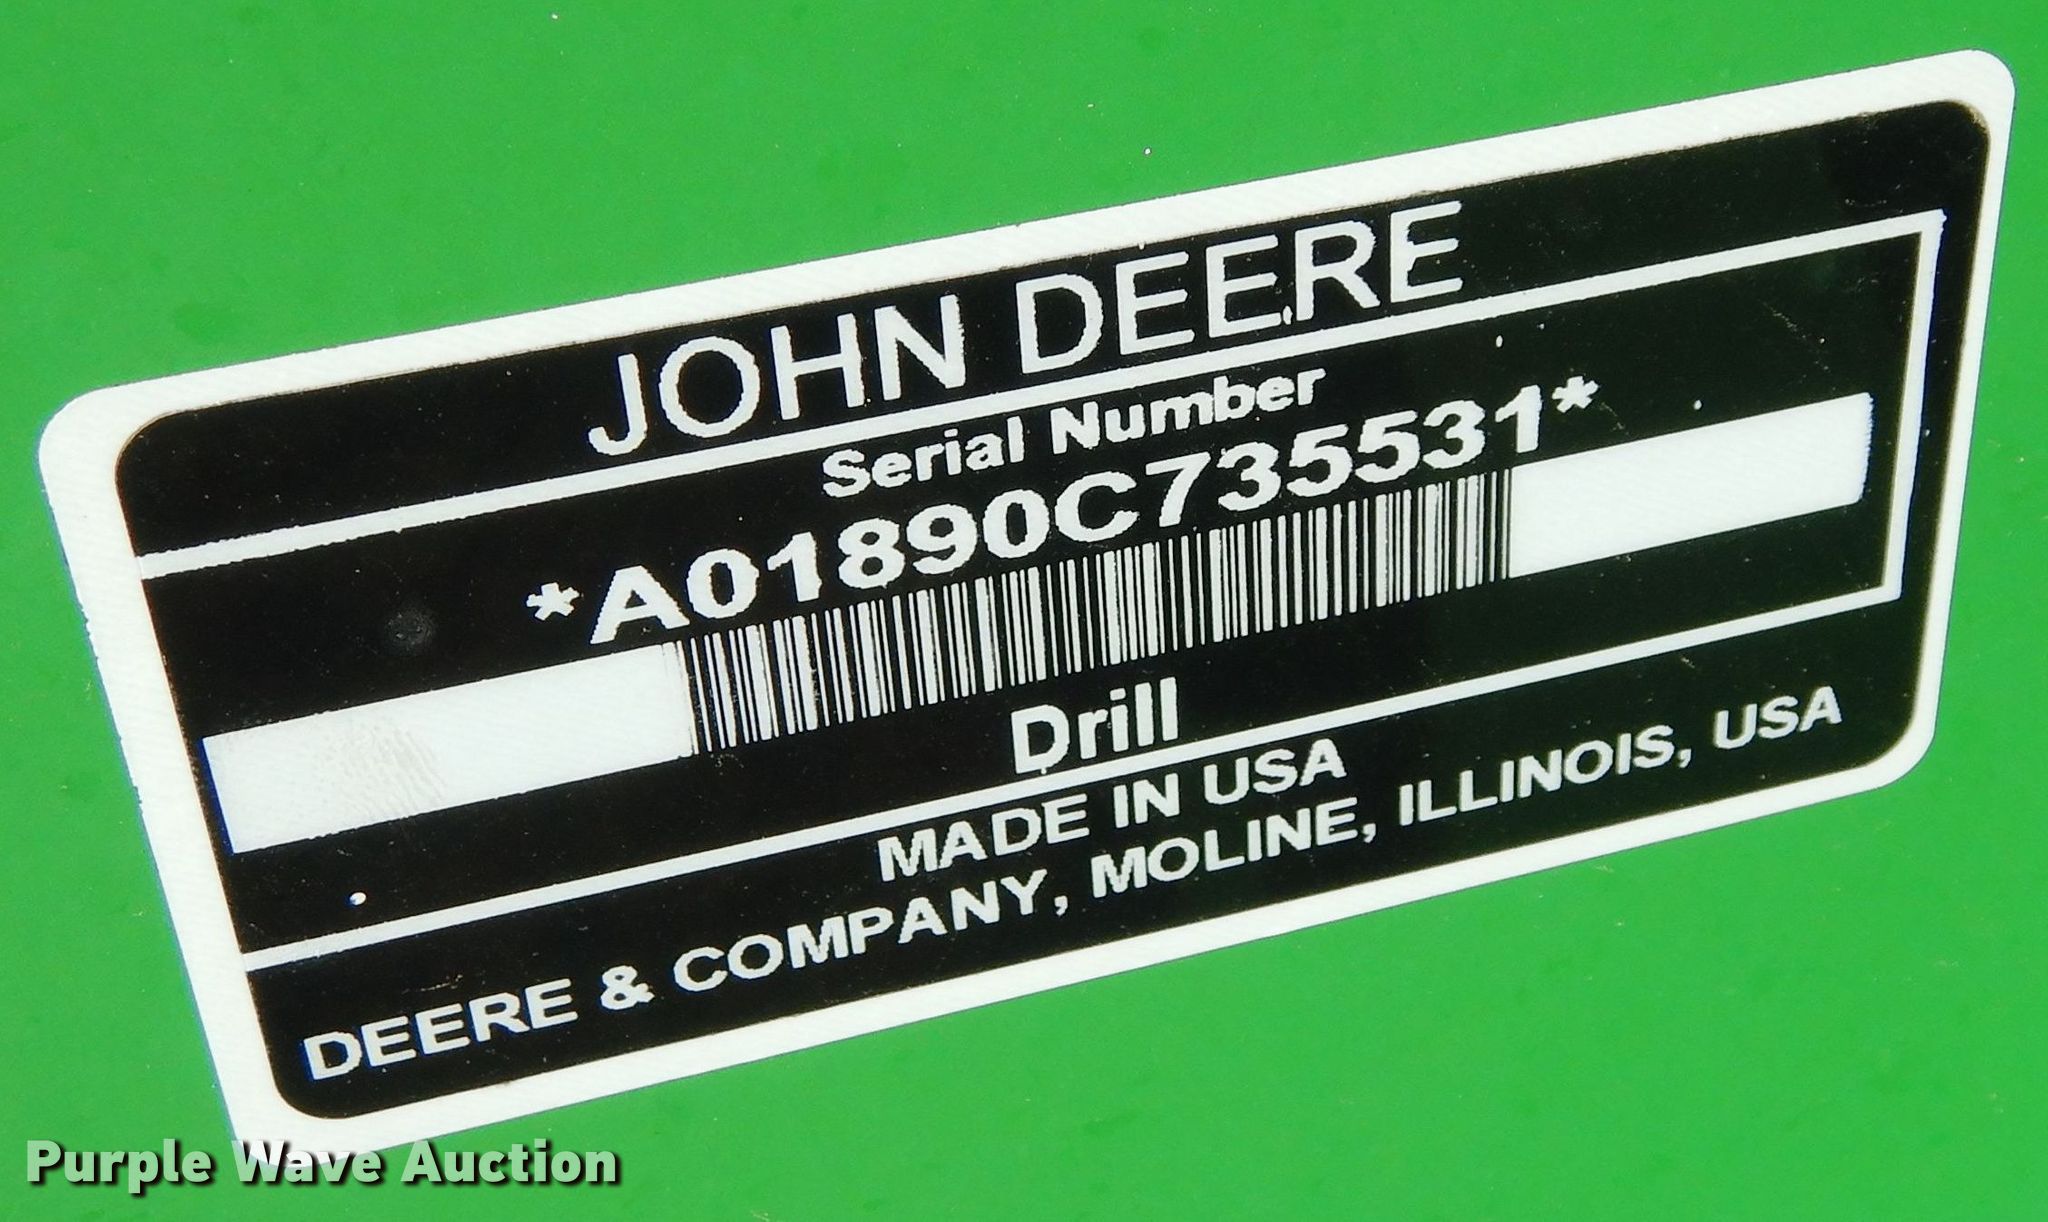 JOHN DEERE
Serial Number
*A01890C735531*
Drill
MADE IN USA
DEERE & COMPANY, MOLINE, ILLINOIS, USA
Purple Wave Auction